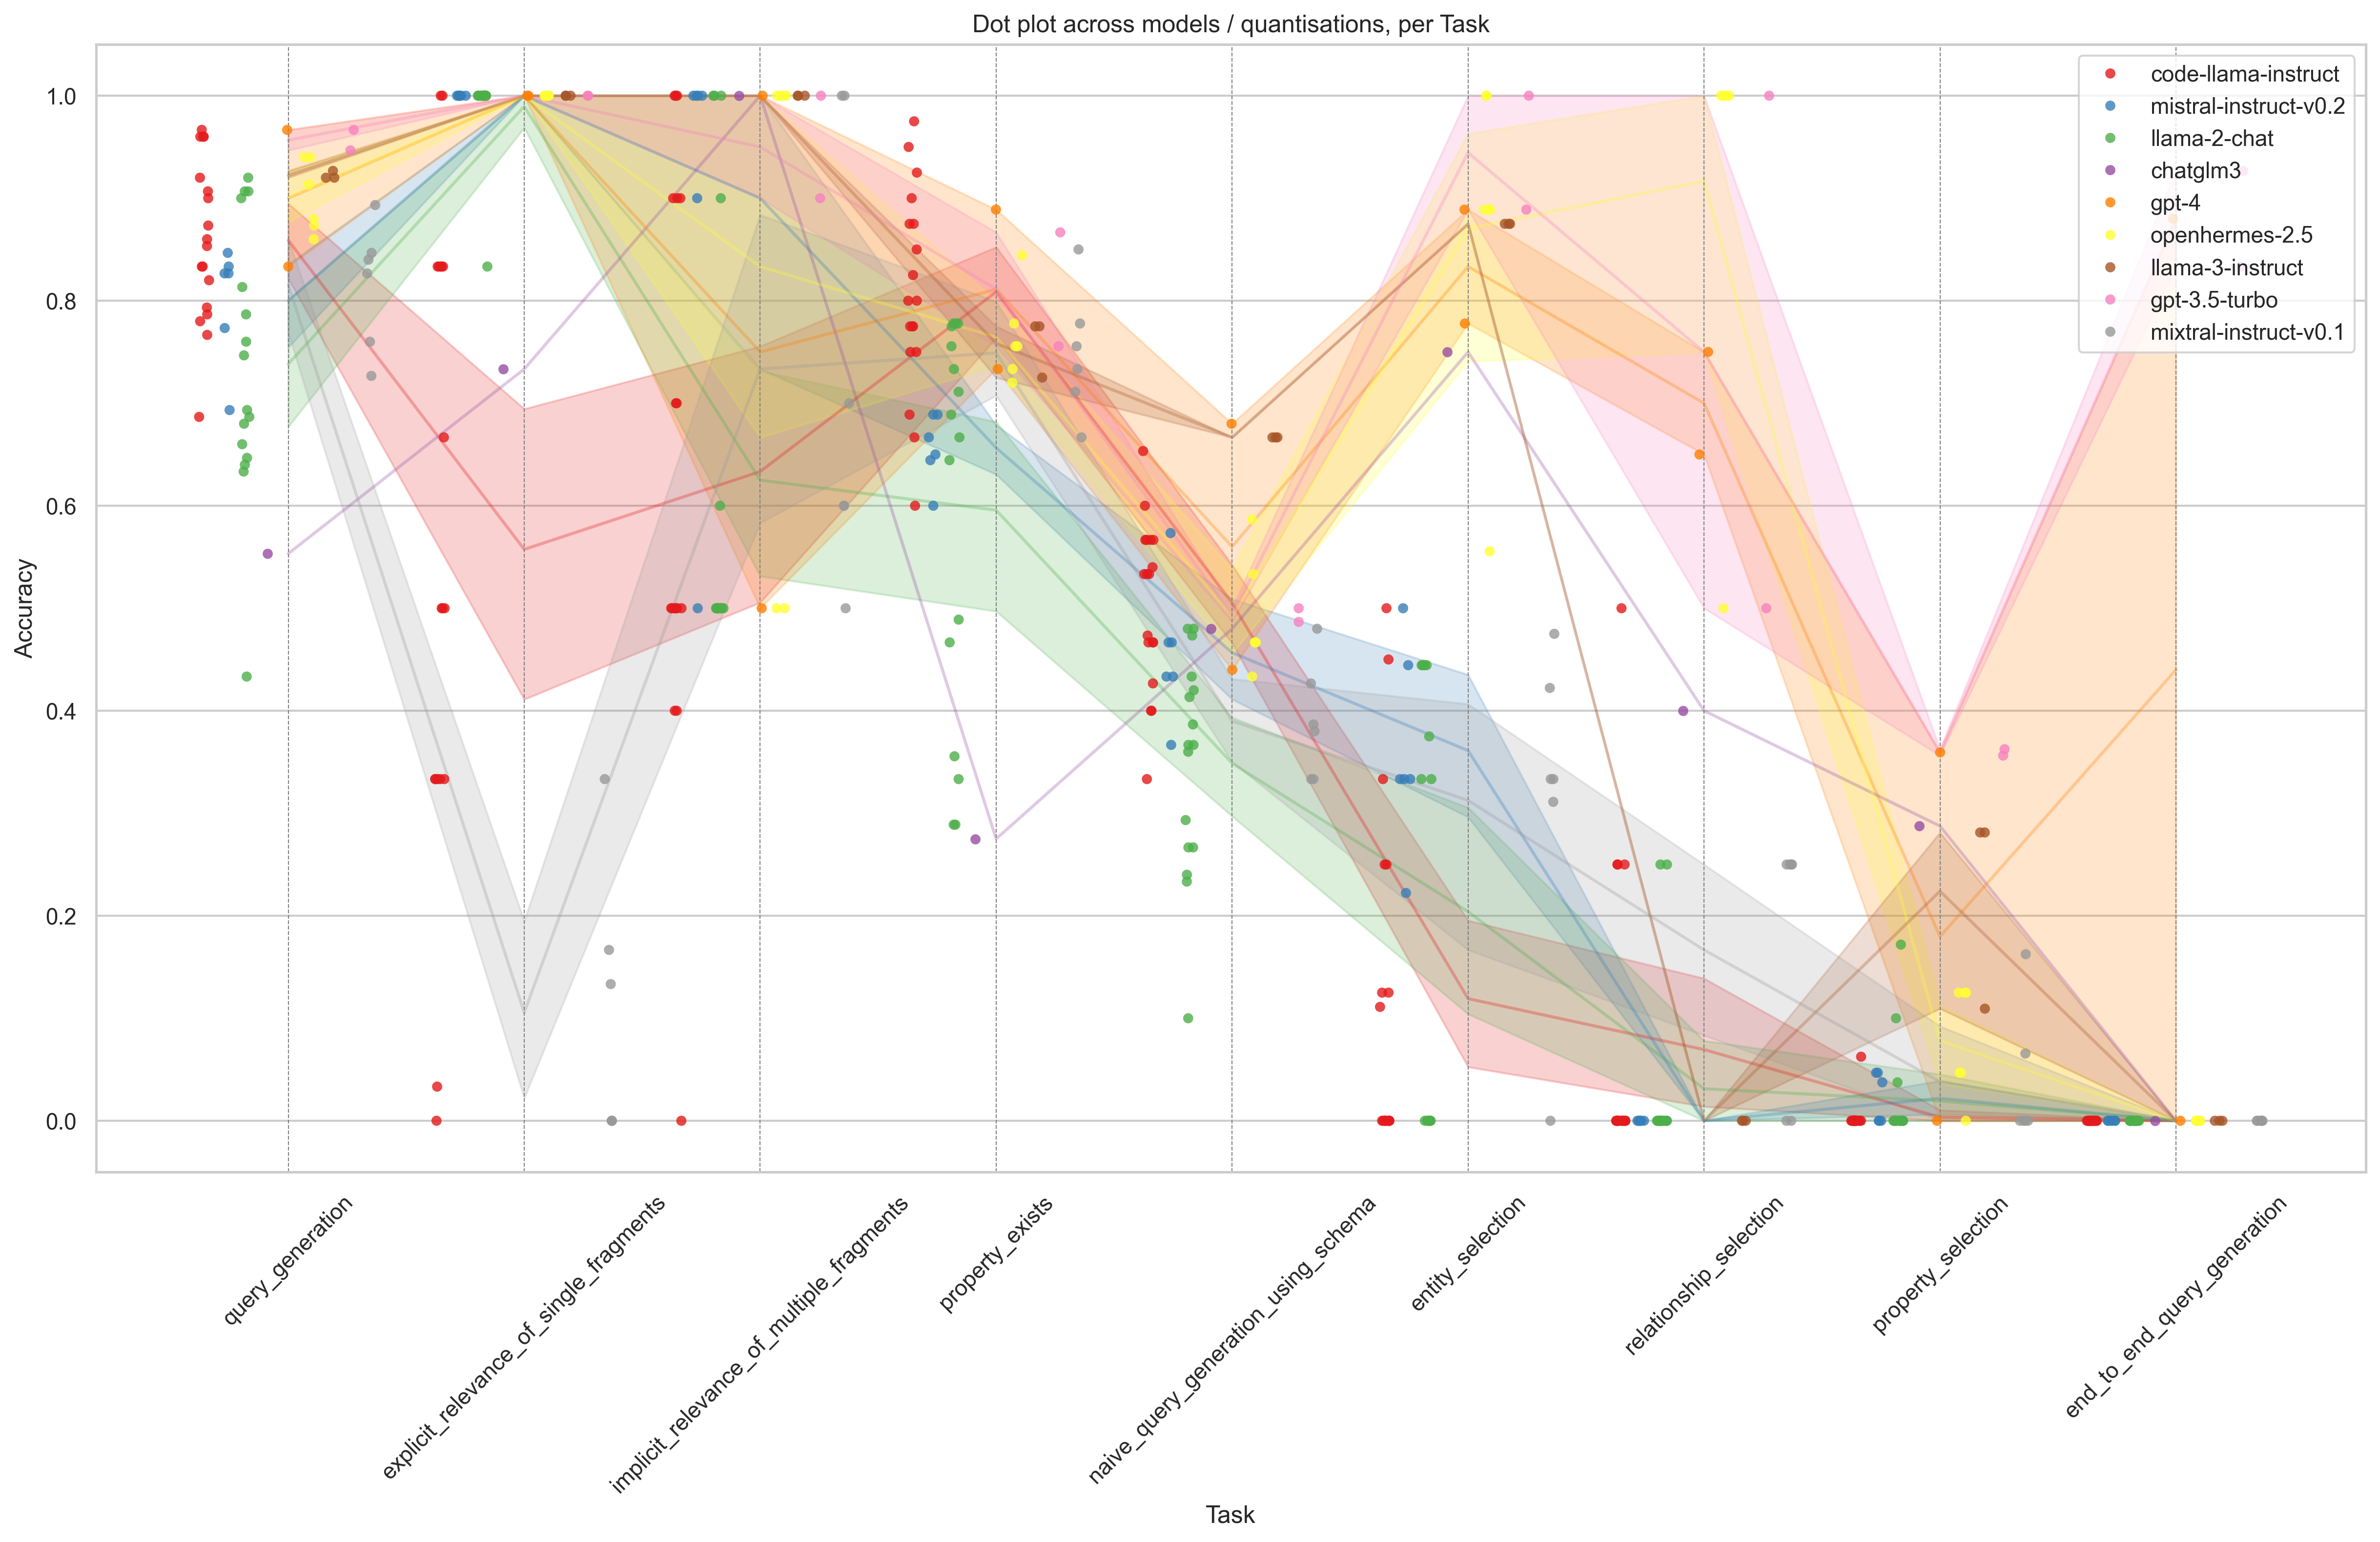 Dot plot across models / quantisations, per Task
code-llama-instruct
mistral-instruct-v0.2
llama-2-chat
chatglm3
gpt-4
openhermes-2.5
llama-3-instruct
gpt-3.5-turbo
mixtral-instruct-v0.1
Accuracy
1.0
0.8
0.6
0.4
0.2
0.0
query_generation
explicit_relevance_of_single_fragments
implicit_relevance_of_multiple_fragments
property_exists
naive_query_generation_using_schema
entity_selection
relationship_selection
property_selection
end_to_end_query_generation
Task